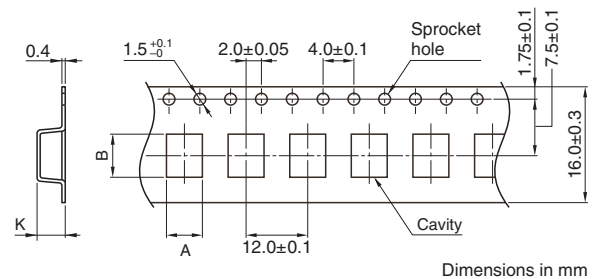 Sprocket
hole
0.4
1.5 +0.1
−0
2.0±0.05
4.0±0.1
1.75±0.1
7.5±0.1
16.0±0.3
B
K
A
12.0±0.1
Cavity
Dimensions in mm